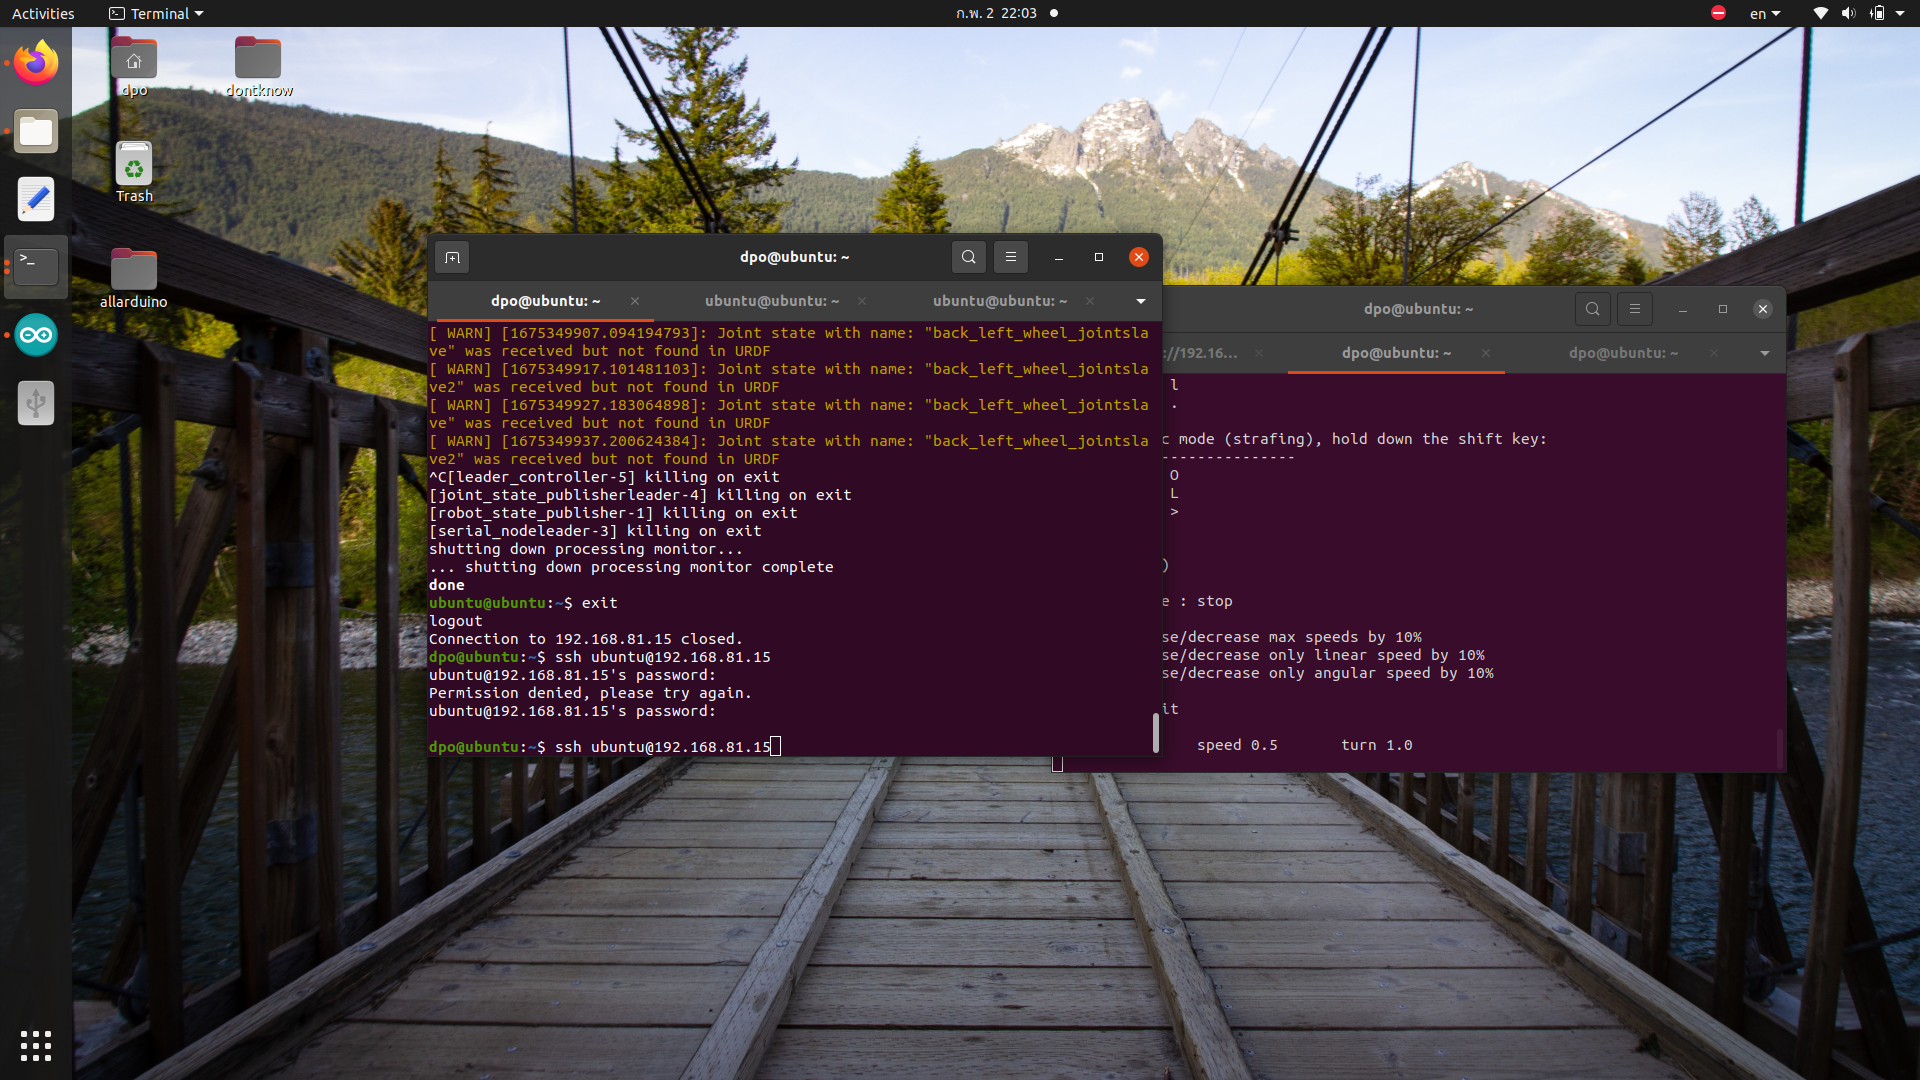 Activities
Terminal
ก.พ. 2 22:03
en
dpo
dontknow
Trash
allarduino
dpo@ubuntu: ~
dpo@ubuntu: ~
ubuntu@ubuntu: ~
ubuntu@ubuntu: ~
[ WARN] [1675349907.094194793]: Joint state with name: "back_left_wheel_jointsla
ve" was received but not found in URDF
[ WARN] [1675349917.101481103]: Joint state with name: "back_left_wheel_jointsla
ve2" was received but not found in URDF
[ WARN] [1675349927.183064898]: Joint state with name: "back_left_wheel_jointsla
ve" was received but not found in URDF
[ WARN] [1675349937.200624384]: Joint state with name: "back_left_wheel_jointsla
ve2" was received but not found in URDF
^C[leader_controller-5] killing on exit
[joint_state_publisherleader-4] killing on exit
[robot_state_publisher-1] killing on exit
[serial_nodeleader-3] killing on exit
shutting down processing monitor...
... shutting down processing monitor complete
done
ubuntu@ubuntu:~$ exit
logout
Connection to 192.168.81.15 closed.
dpo@ubuntu:~$ ssh ubuntu@192.168.81.15
ubuntu@192.168.81.15's password:
Permission denied, please try again.
ubuntu@192.168.81.15's password:
dpo@ubuntu:~$ ssh ubuntu@192.168.81.15
dpo@ubuntu: ~
://192.16...
dpo@ubuntu: ~
dpo@ubuntu: ~
l
.
c mode (strafing), hold down the shift key:
---------------
O
L
>
)
e : stop
se/decrease max speeds by 10%
se/decrease only linear speed by 10%
se/decrease only angular speed by 10%
it
speed 0.5 turn 1.0